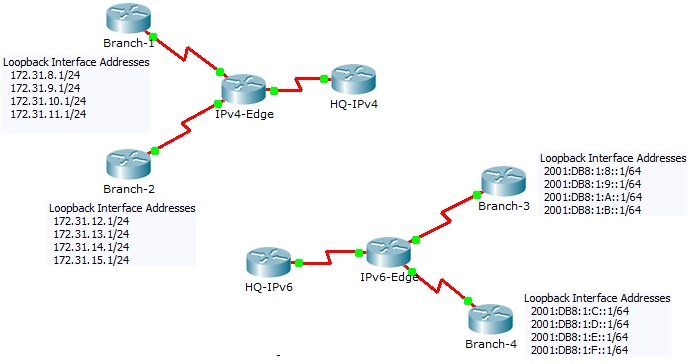 Branch-1
Loopback Interface Addresses
172.31.8.1/24
172.31.9.1/24
172.31.10.1/24
172.31.11.1/24
IPv4-Edge
HQ-IPv4
Branch-2
Loopback Interface Addresses
172.31.12.1/24
172.31.13.1/24
172.31.14.1/24
172.31.15.1/24
Loopback Interface Addresses
2001:DB8:1:8::1/64
2001:DB8:1:9::1/64
2001:DB8:1:A::1/64
2001:DB8:1:B::1/64
Branch-3
HQ-IPv6
IPv6-Edge
Branch-4
Loopback Interface Addresses
2001:DB8:1:C::1/64
2001:DB8:1:D::1/64
2001:DB8:1:E::1/64
2001:DB8:1:F::1/64